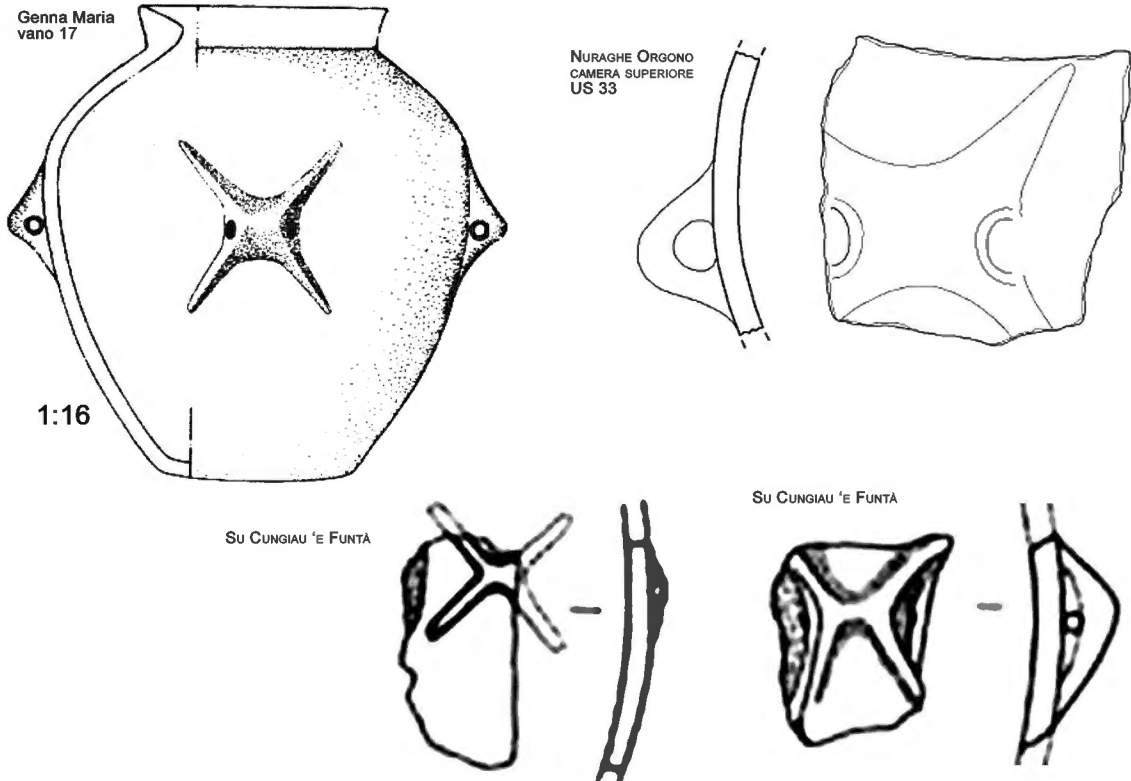 Genna Maria
vano 17
NURAGHE ORGONO
CAMERA SUPERIORE
US 33
1:16
SU CUNGIAU 'E FUNTÀ
SU CUNGIAU 'E FUNTÀ